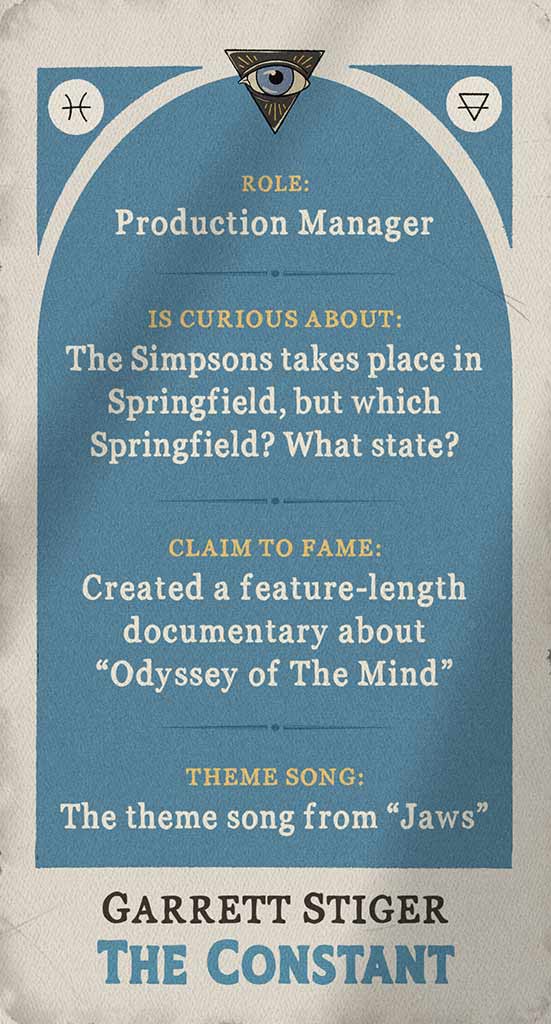 ROLE:
Production Manager
IS CURIOUS ABOUT:
The Simpsons takes place in
Springfield, but which
Springfield? What state?
CLAIM TO FAME:
Created a feature-length
documentary about
“Odyssey of The Mind”
THEME SONG:
The theme song from “Jaws”
GARRETT STIGER
THE CONSTANT